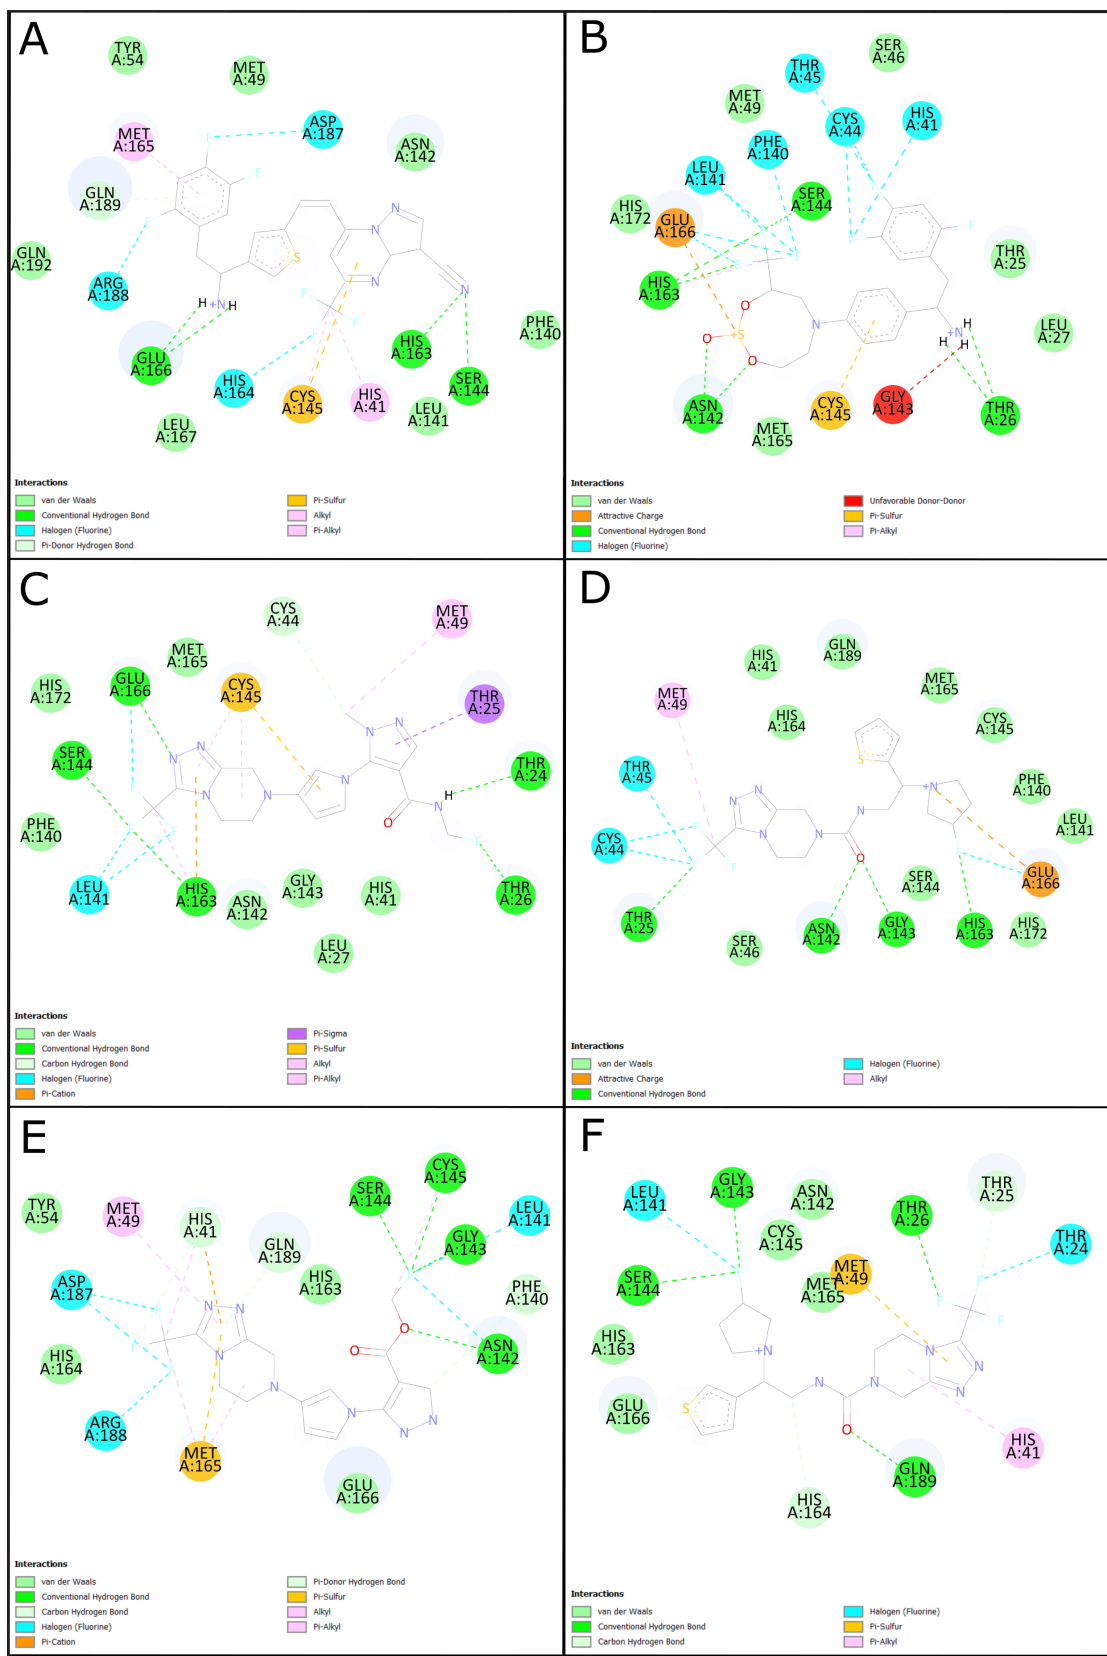 A
TYR
A:54
MET
A:49
MET
A:165
ASP
A:187
ASN
A:142
GLN
A:189
GLN
A:192
ARG
A:188
F
F
F
S
N
N
N
N
+N
H
H
F
F
F
GLU
A:166
HIS
A:164
LEU
A:167
CYS
A:145
HIS
A:41
HIS
A:163
LEU
A:141
SER
A:144
PHE
A:140
Interactions
van der Waals
Conventional Hydrogen Bond
Halogen (Fluorine)
Pi-Donor Hydrogen Bond
Pi-Sulfur
Alkyl
Pi-Alkyl
B
SER
A:46
THR
A:45
MET
A:49
CYS
A:44
HIS
A:41
PHE
A:140
LEU
A:141
SER
A:144
HIS
A:172
GLU
A:166
HIS
A:163
THR
A:25
LEU
A:27
F
F
F
F
F
F
O
O
O
+S
N
+N
H
H
H
ASN
A:142
MET
A:165
CYS
A:145
GLY
A:143
THR
A:26
Interactions
van der Waals
Attractive Charge
Conventional Hydrogen Bond
Halogen (Fluorine)
Unfavorable Donor-Donor
Pi-Sulfur
Pi-Alkyl
C
CYS
A:44
MET
A:49
MET
A:165
GLU
A:166
HIS
A:172
CYS
A:145
THR
A:25
SER
A:144
THR
A:24
PHE
A:140
N
N
N
N
N
N
N
N
H
O
F
F
F
F
LEU
A:141
HIS
A:163
ASN
A:142
GLY
A:143
HIS
A:41
THR
A:26
LEU
A:27
Interactions
van der Waals
Conventional Hydrogen Bond
Carbon Hydrogen Bond
Halogen (Fluorine)
Pi-Cation
Pi-Sigma
Pi-Sulfur
Alkyl
Pi-Alkyl
D
GLN
A:189
HIS
A:41
MET
A:165
MET
A:49
HIS
A:164
CYS
A:145
THR
A:45
PHE
A:140
LEU
A:141
CYS
A:44
S
N
N
N
N
N
+N
O
F
F
F
F
SER
A:144
GLU
A:166
THR
A:25
SER
A:46
ASN
A:142
GLY
A:143
HIS
A:163
HIS
A:172
Interactions
van der Waals
Attractive Charge
Conventional Hydrogen Bond
Halogen (Fluorine)
Alkyl
E
CYS
A:145
SER
A:144
TYR
A:54
MET
A:49
HIS
A:41
LEU
A:141
GLY
A:143
GLN
A:189
HIS
A:163
ASP
A:187
PHE
A:140
HIS
A:164
ASN
A:142
F
F
F
F
N
N
N
N
N
N
N
O
O
ARG
A:188
MET
A:165
GLU
A:166
Interactions
van der Waals
Conventional Hydrogen Bond
Carbon Hydrogen Bond
Halogen (Fluorine)
Pi-Cation
Pi-Donor Hydrogen Bond
Pi-Sulfur
Alkyl
Pi-Alkyl
F
LEU
A:141
GLY
A:143
ASN
A:142
THR
A:25
THR
A:26
CYS
A:145
THR
A:24
MET
A:49
SER
A:144
MET
A:165
HIS
A:163
GLU
A:166
F
F
F
F
+N
N
N
N
N
N
S
O
HIS
A:41
GLN
A:189
HIS
A:164
Interactions
van der Waals
Conventional Hydrogen Bond
Carbon Hydrogen Bond
Halogen (Fluorine)
Pi-Sulfur
Pi-Alkyl